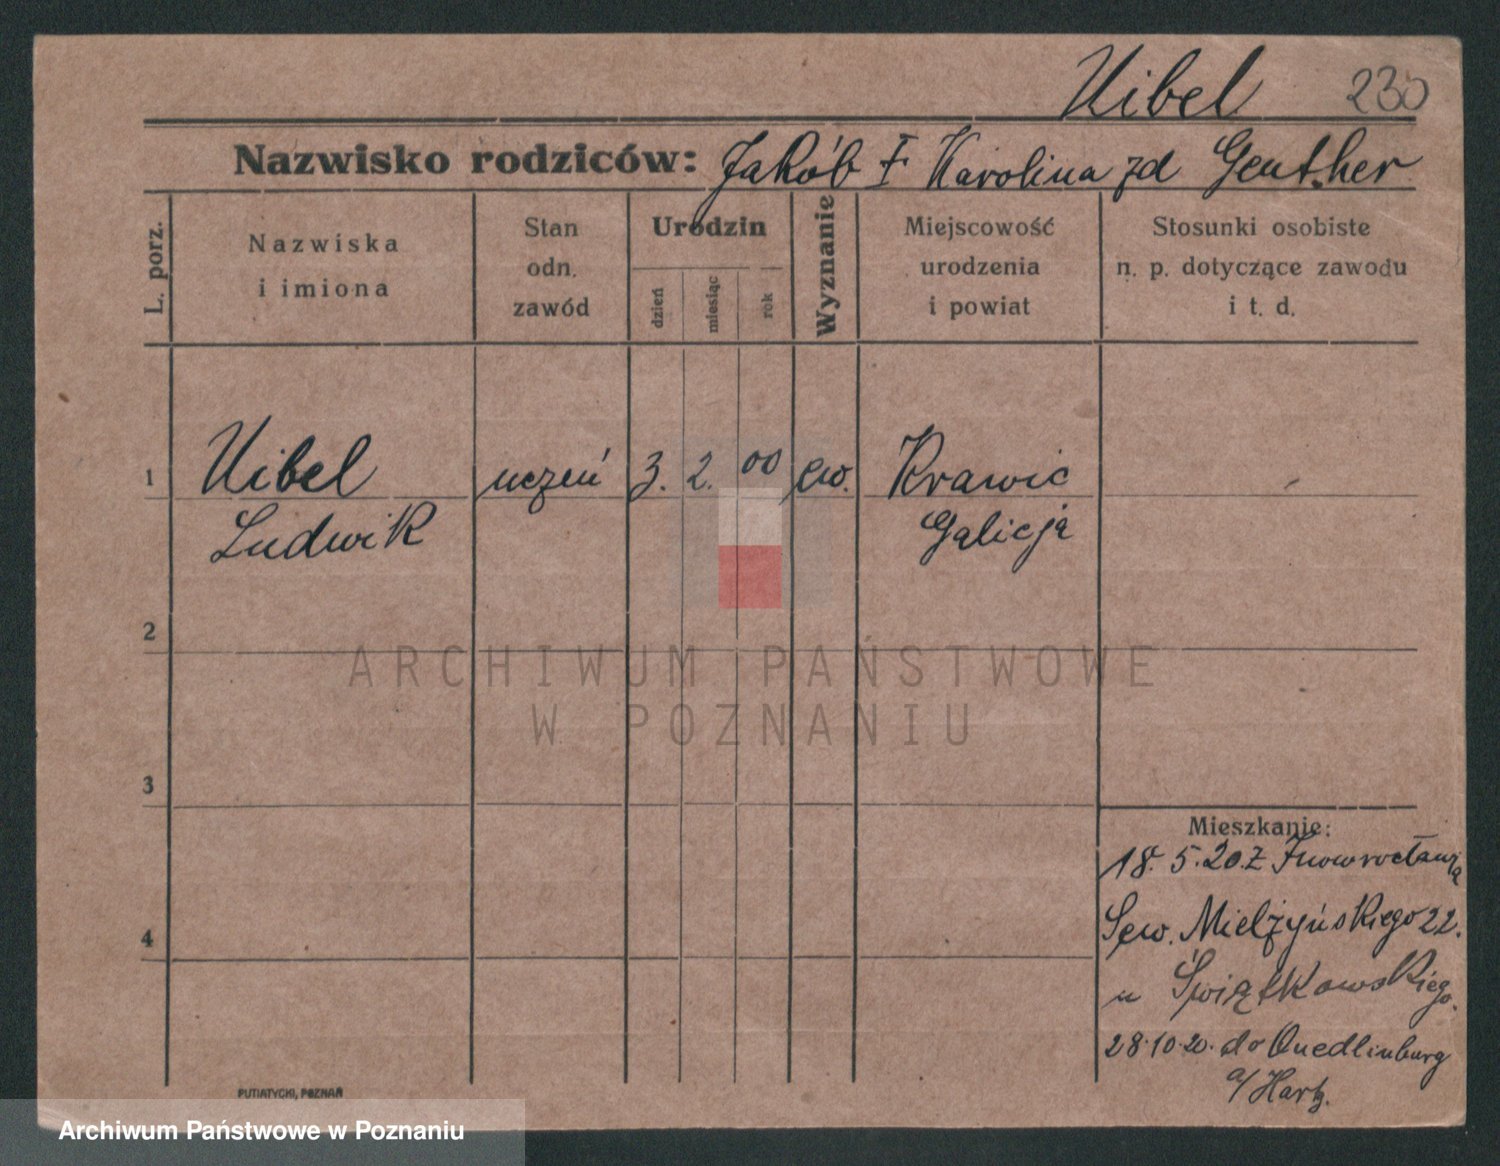 Uibel 230
Nazwisko rodziców: Jakób I Karolina zd Genther
L. porz.
Nazwiska
i imiona
Stan
odn.
zawód
Urodzin
dzień
miesiąc
rok
Wyznanie
Miejscowość
urodzenia
i powiat
Stosunki osobiste
n. p. dotyczące zawodu
i t. d.
1 Uibel uczeń 3. 2. 00 ew. Krawic
Ludwik Galicja
2
ARCHIWUM PAŃSTWOWE
W POZNANIU
3
Mieszkanie:
18. 5. 20. z Inowrocławia
Sew. Mielżyńskiego 22.
4
u Świątkowskiego.
28.10.20. do Quedlinburg
a/Hartz.
PUTIATYCKI, POZNAŃ
Archiwum Państwowe w Poznaniu